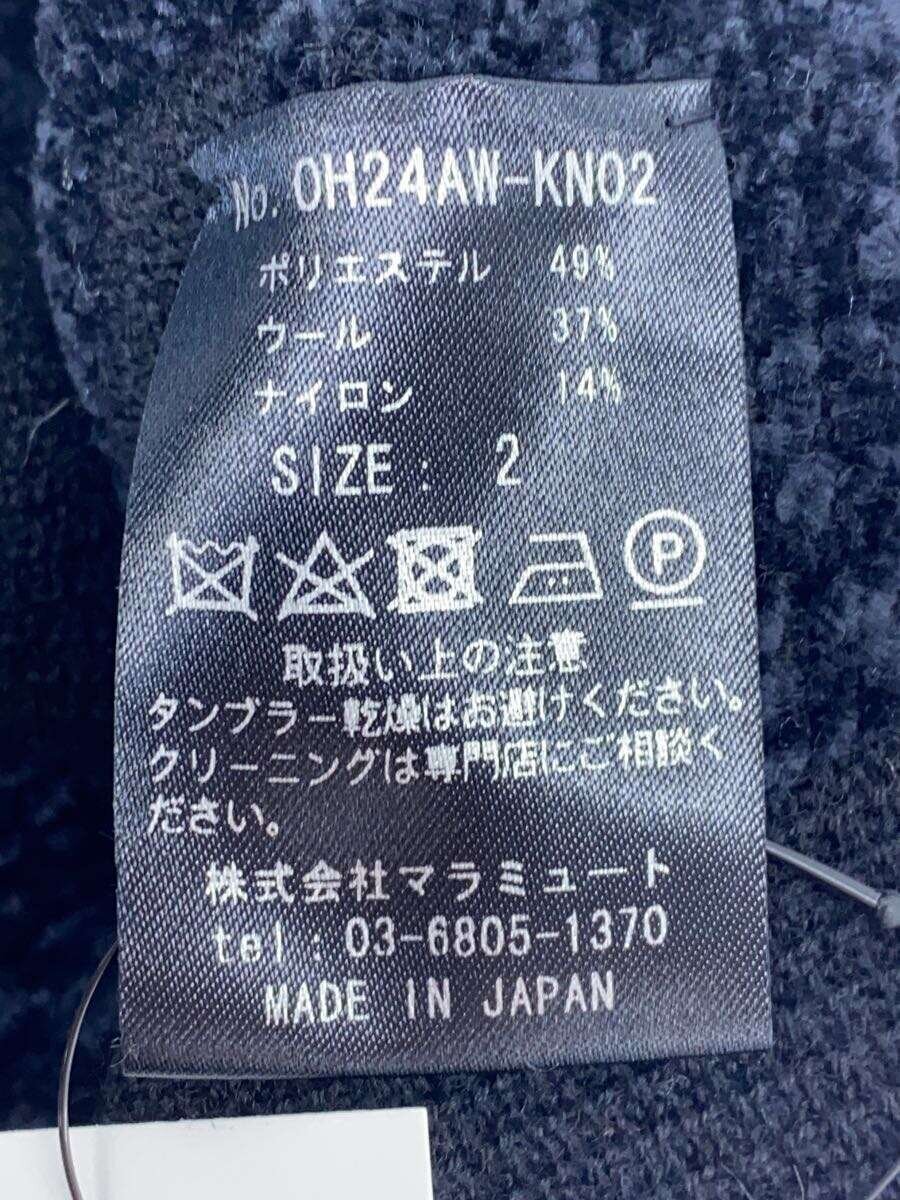 No. OH24AW-KN02
ポリエステル 49%
ウール 37%
ナイロン 14%
SIZE: 2
P
取扱い上の注意
タンブラー乾燥はお避けください。
クリーニングは専門店にご相談く
ださい。
株式会社マラミュート
tel:03-6805-1370
MADE IN JAPAN